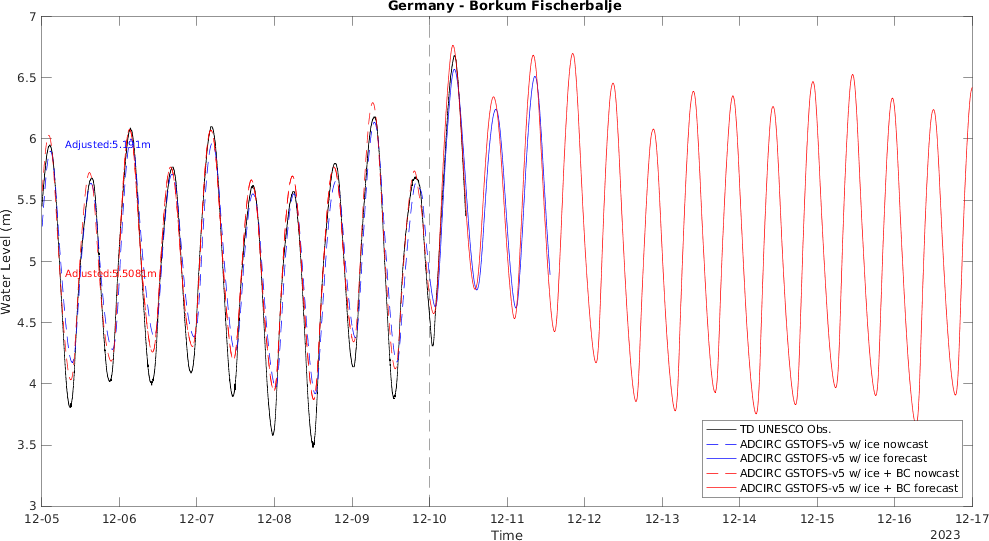 Germany - Borkum Fischerbalje
7
6.5
6
5.5
5
4.5
4
3.5
3
Water Level (m)
Adjusted:5.191m
Adjusted:5.5081m
TD UNESCO Obs.
ADCIRC GSTOFS-v5 w/ ice nowcast
ADCIRC GSTOFS-v5 w/ ice forecast
ADCIRC GSTOFS-v5 w/ ice + BC nowcast
ADCIRC GSTOFS-v5 w/ ice + BC forecast
12-05 12-06 12-07 12-08 12-09 12-10 12-11 12-12 12-13 12-14 12-15 12-16 12-17
Time
2023